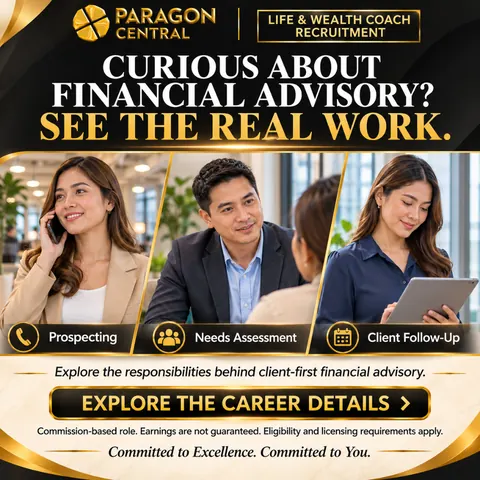 PARAGON
CENTRAL
LIFE & WEALTH COACH
RECRUITMENT
CURIOUS ABOUT
FINANCIAL ADVISORY?
SEE THE REAL WORK.
Prospecting
Needs Assessment
Client Follow-Up
Explore the responsibilities behind client-first financial advisory.
EXPLORE THE CAREER DETAILS >
Commission-based role. Earnings are not guaranteed. Eligibility and licensing requirements apply.
Committed to Excellence. Committed to You.